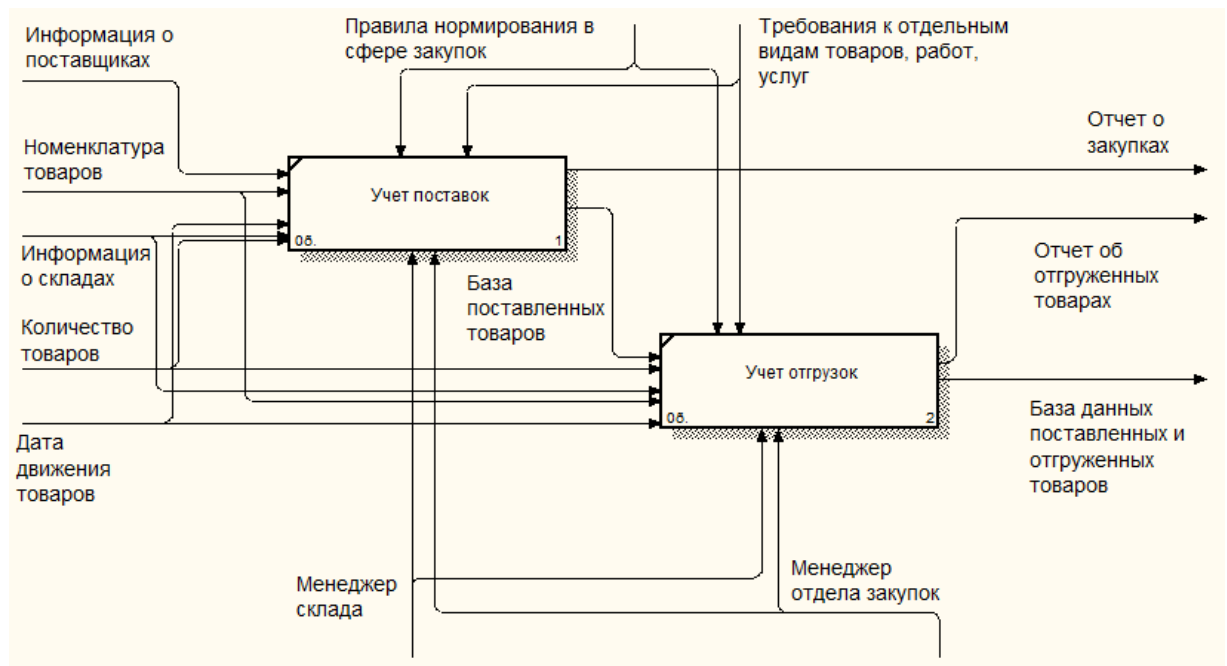 Информация о
поставщиках
Правила нормирования в
сфере закупок
Требования к отдельным
видам товаров, работ,
услуг
Номенклатура
товаров
Отчет о
закупках
Учет поставок
0б.
1
Информация
о складах
База
поставленных
товаров
Отчет об
отгруженных
товарах
Количество
товаров
Учет отгрузок
0б.
2
База данных
поставленных и
отгруженных
товаров
Дата
движения
товаров
Менеджер
склада
Менеджер
отдела закупок